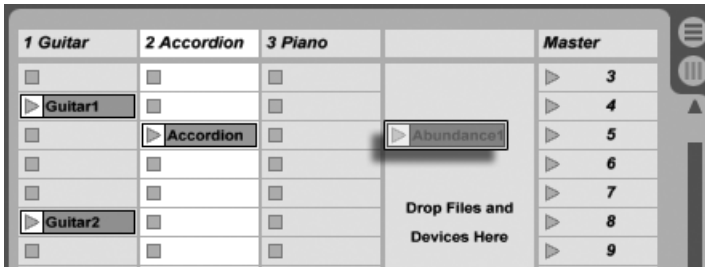 1 Guitar 2 Accordion 3 Piano Master
3
Guitar1 4
Accordion Abundance1 5
6
7
Drop Files and
Guitar2 8
Devices Here
9